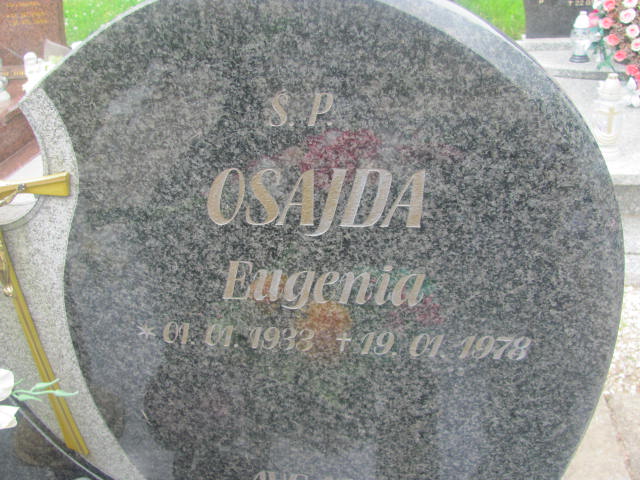 Ś. P.
OSAJDA
Eugenia
* 01. 01. 1933 + 19. 01. 1978